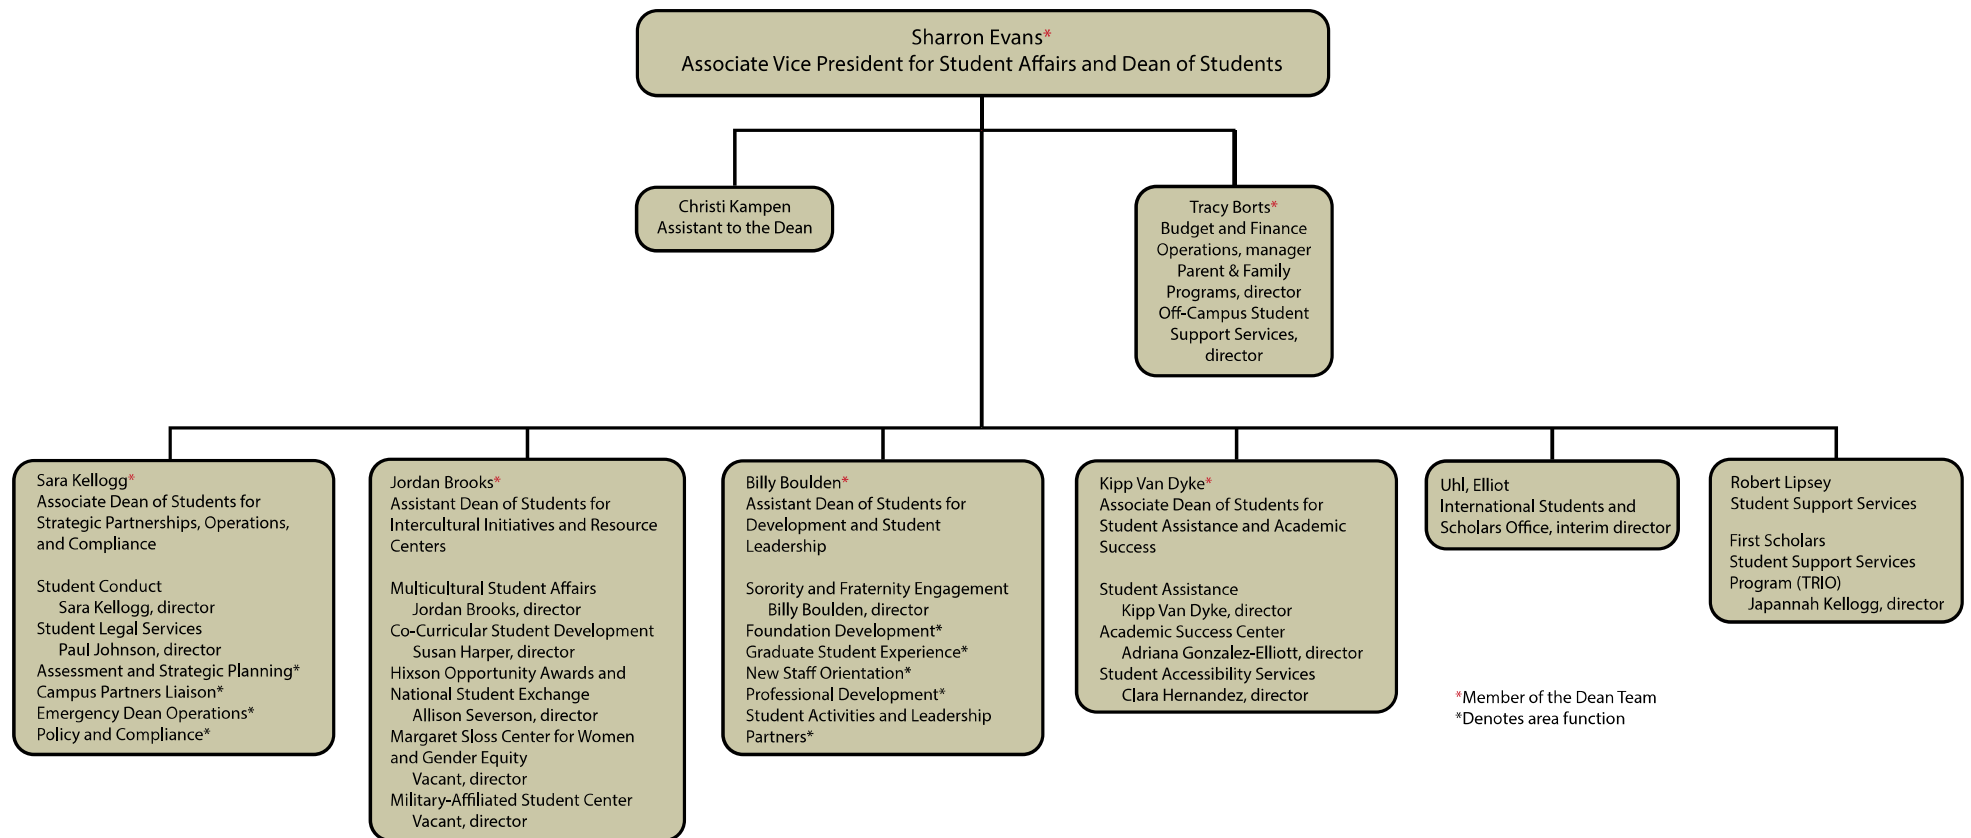 Sharron Evans*
Associate Vice President for Student Affairs and Dean of Students
Christi Kampen
Assistant to the Dean
Tracy Borts*
Budget and Finance
Operations, manager
Parent & Family
Programs, director
Off-Campus Student
Support Services,
director
Sara Kellogg*
Associate Dean of Students for
Strategic Partnerships, Operations,
and Compliance
Student Conduct
Sara Kellogg, director
Student Legal Services
Paul Johnson, director
Assessment and Strategic Planning*
Campus Partners Liaison*
Emergency Dean Operations*
Policy and Compliance*
Jordan Brooks*
Assistant Dean of Students for
Intercultural Initiatives and Resource
Centers
Multicultural Student Affairs
Jordan Brooks, director
Co-Curricular Student Development
Susan Harper, director
Hixson Opportunity Awards and
National Student Exchange
Allison Severson, director
Margaret Sloss Center for Women
and Gender Equity
Vacant, director
Military-Affiliated Student Center
Vacant, director
Billy Boulden*
Assistant Dean of Students for
Development and Student
Leadership
Sorority and Fraternity Engagement
Billy Boulden, director
Foundation Development*
Graduate Student Experience*
New Staff Orientation*
Professional Development*
Student Activities and Leadership
Partners*
Kipp Van Dyke*
Associate Dean of Students for
Student Assistance and Academic
Success
Student Assistance
Kipp Van Dyke, director
Academic Success Center
Adriana Gonzalez-Elliott, director
Student Accessibility Services
Clara Hernandez, director
Uhl, Elliot
International Students and
Scholars Office, interim director
Robert Lipsey
Student Support Services
First Scholars
Student Support Services
Program (TRIO)
Japannah Kellogg, director
*Member of the Dean Team
*Denotes area function